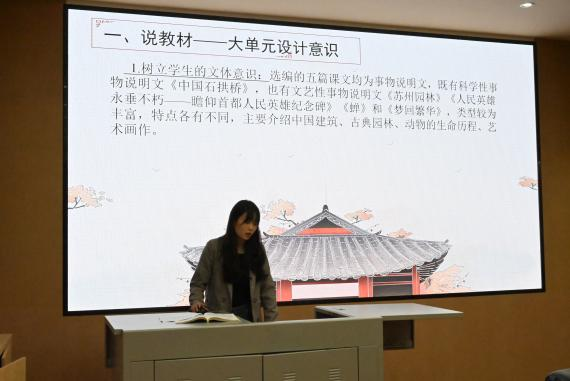 一、说教材——大单元设计意识
1.树立学生的文体意识：选编的五篇课文均为事物说明文，既有科学性事
物说明文《中国石拱桥》，也有文艺性事物说明文《苏州园林》《人民英雄
永垂不朽——瞻仰首都人民英雄纪念碑》《蝉》和《梦回繁华》，类型较为
丰富，特点各有不同，主要介绍中国建筑、古典园林、动物的生命历程、艺
术画作。